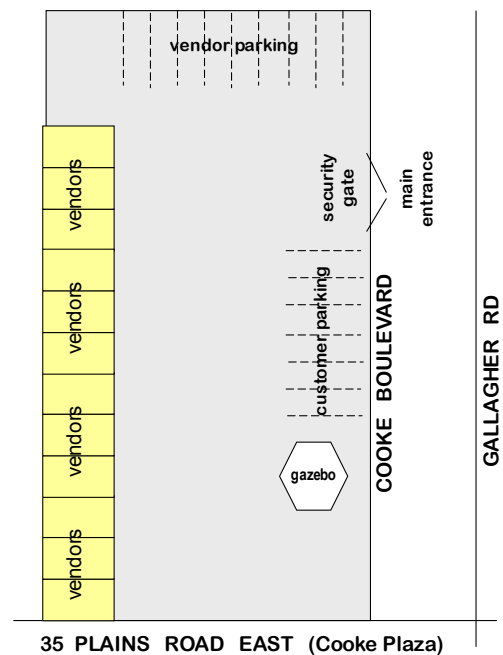 vendor parking
security
gate
main
entrance
vendors
vendors
customer parking
COOKE BOULEVARD
GALLAGHER RD
vendors
gazebo
vendors
35 PLAINS ROAD EAST (Cooke Plaza)